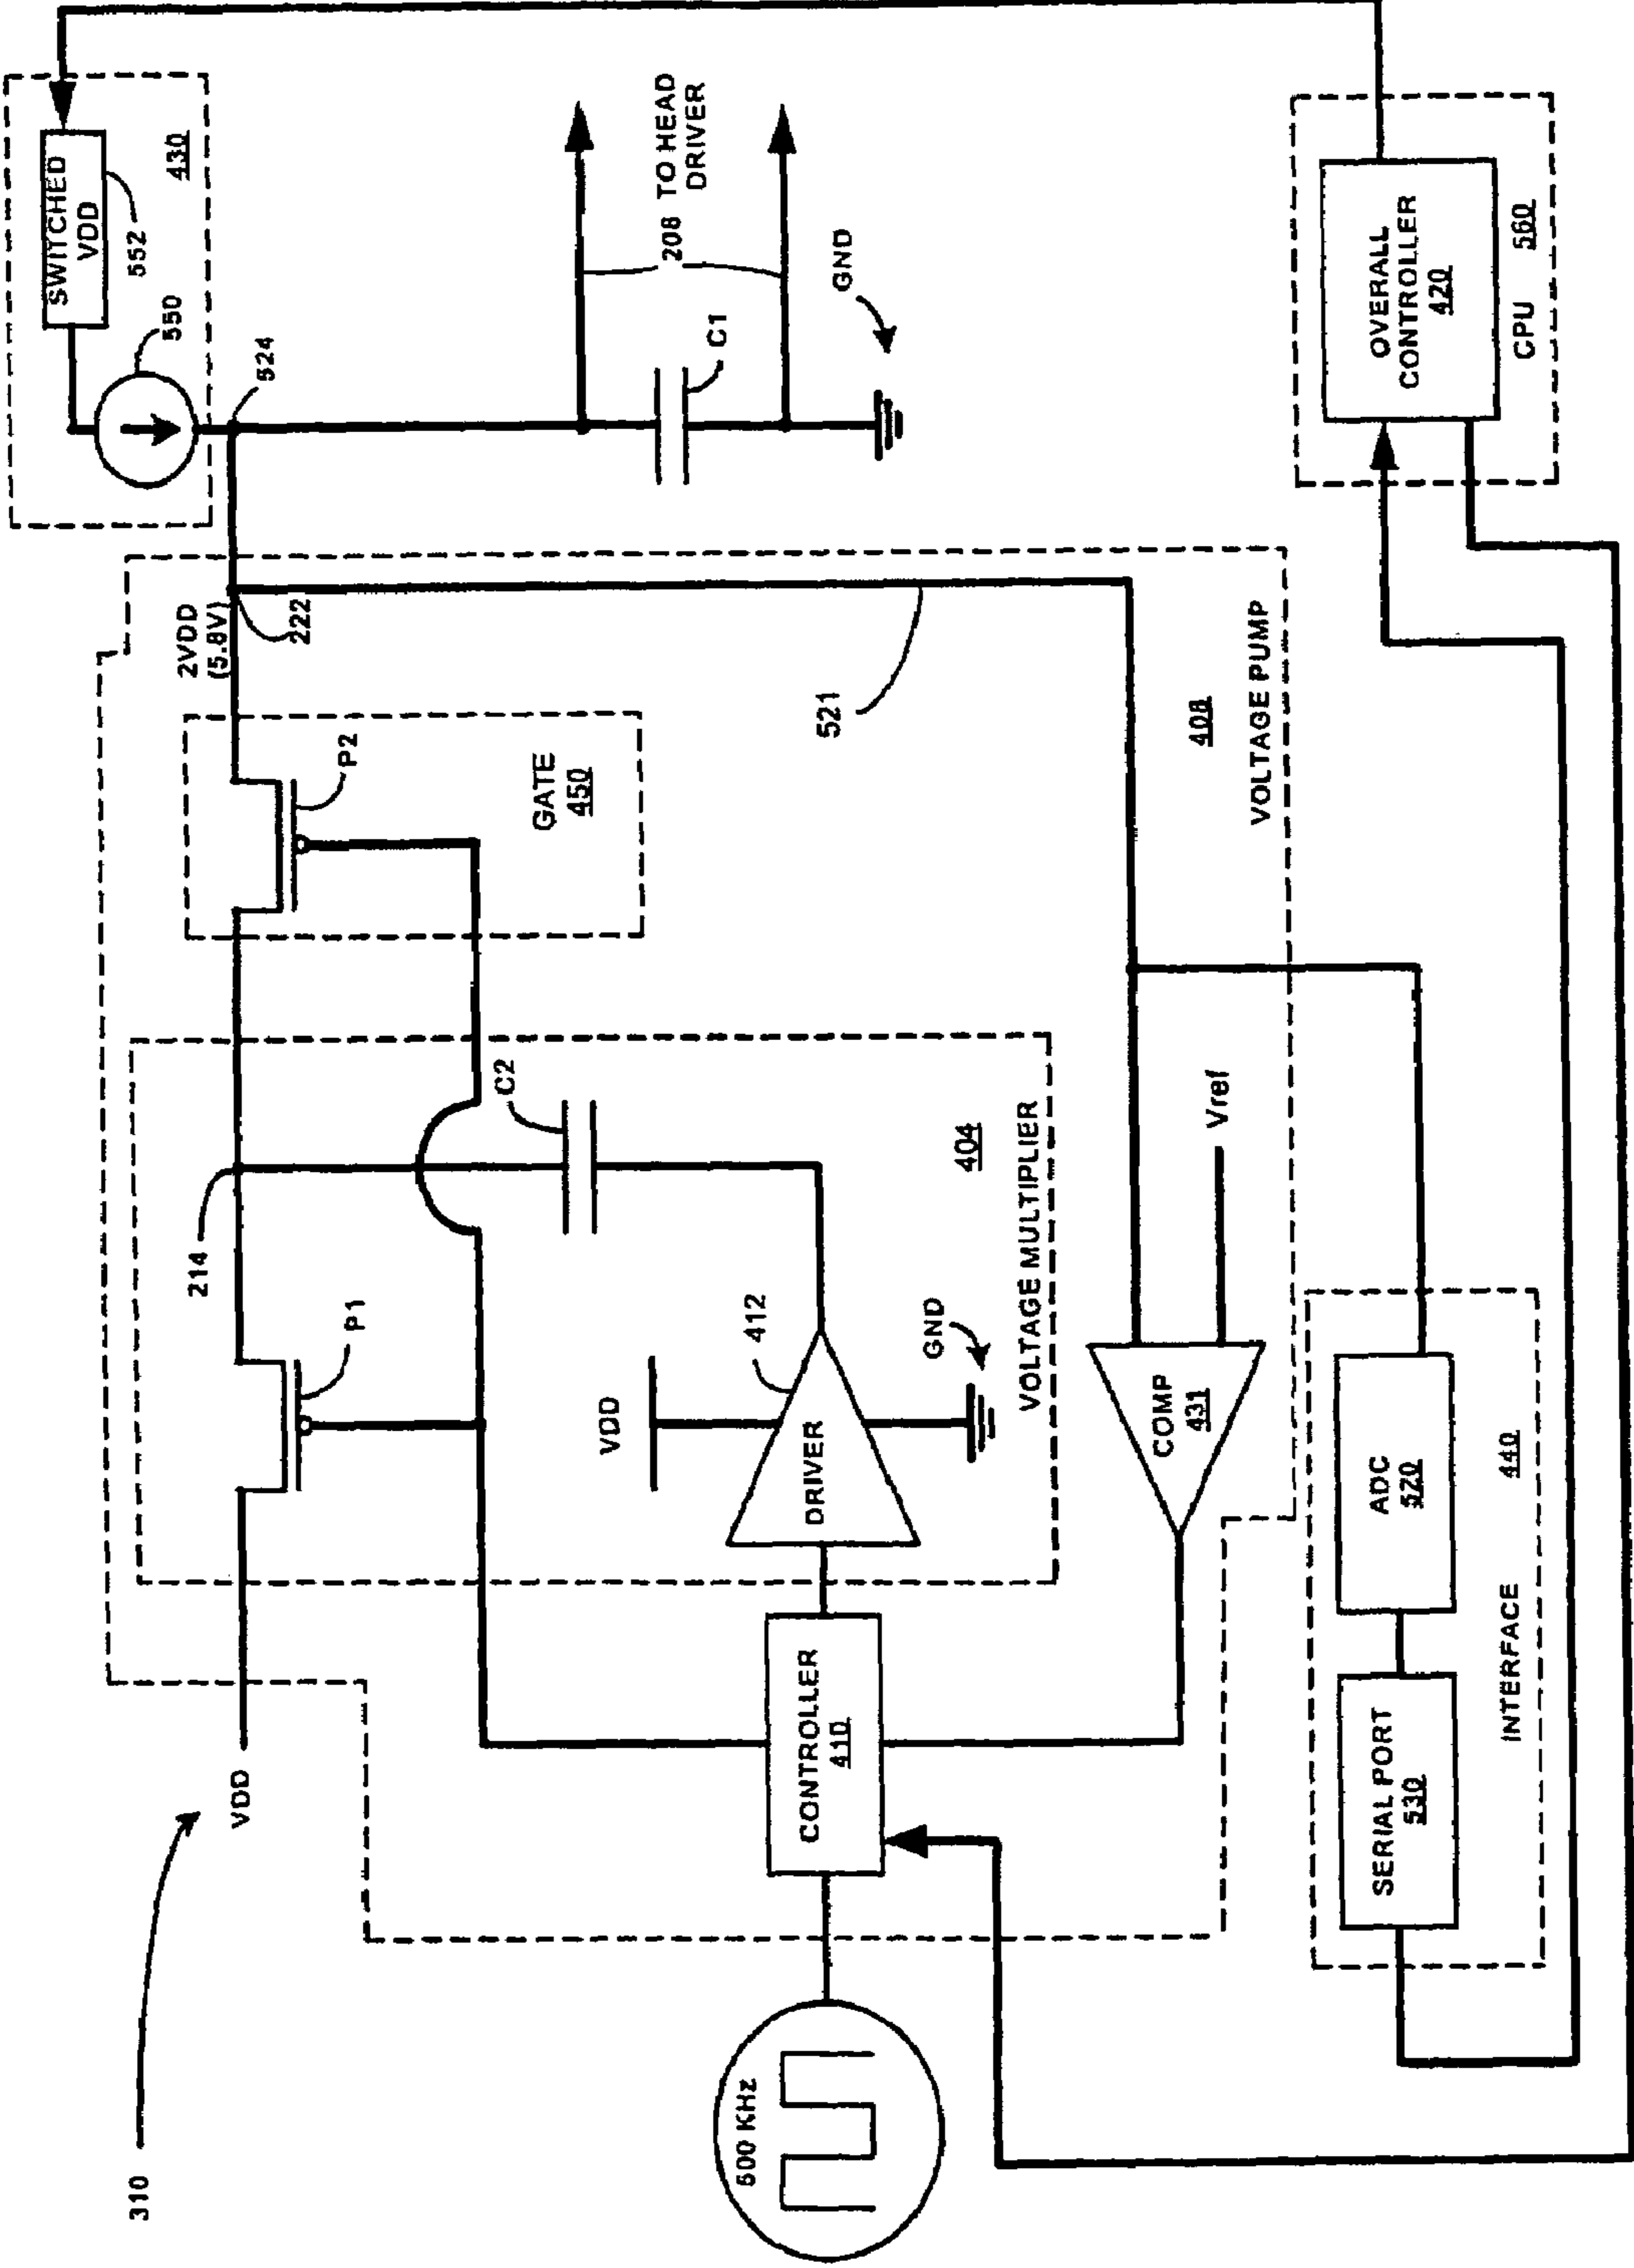 310
VDD
P1
214
2VDD
(5.8V)
222
P2
GATE
450
524
550
SWITCHED
VDD
552
430
C2
VDD
412
DRIVER
GND
404
VOLTAGE MULTIPLIER
521
208 TO HEAD
DRIVER
C1
GND
500 KHz
CONTROLLER
410
COMP
431
Vref
408
VOLTAGE PUMP
SERIAL PORT
530
ADC
520
INTERFACE
440
OVERALL
CONTROLLER
420
CPU
560